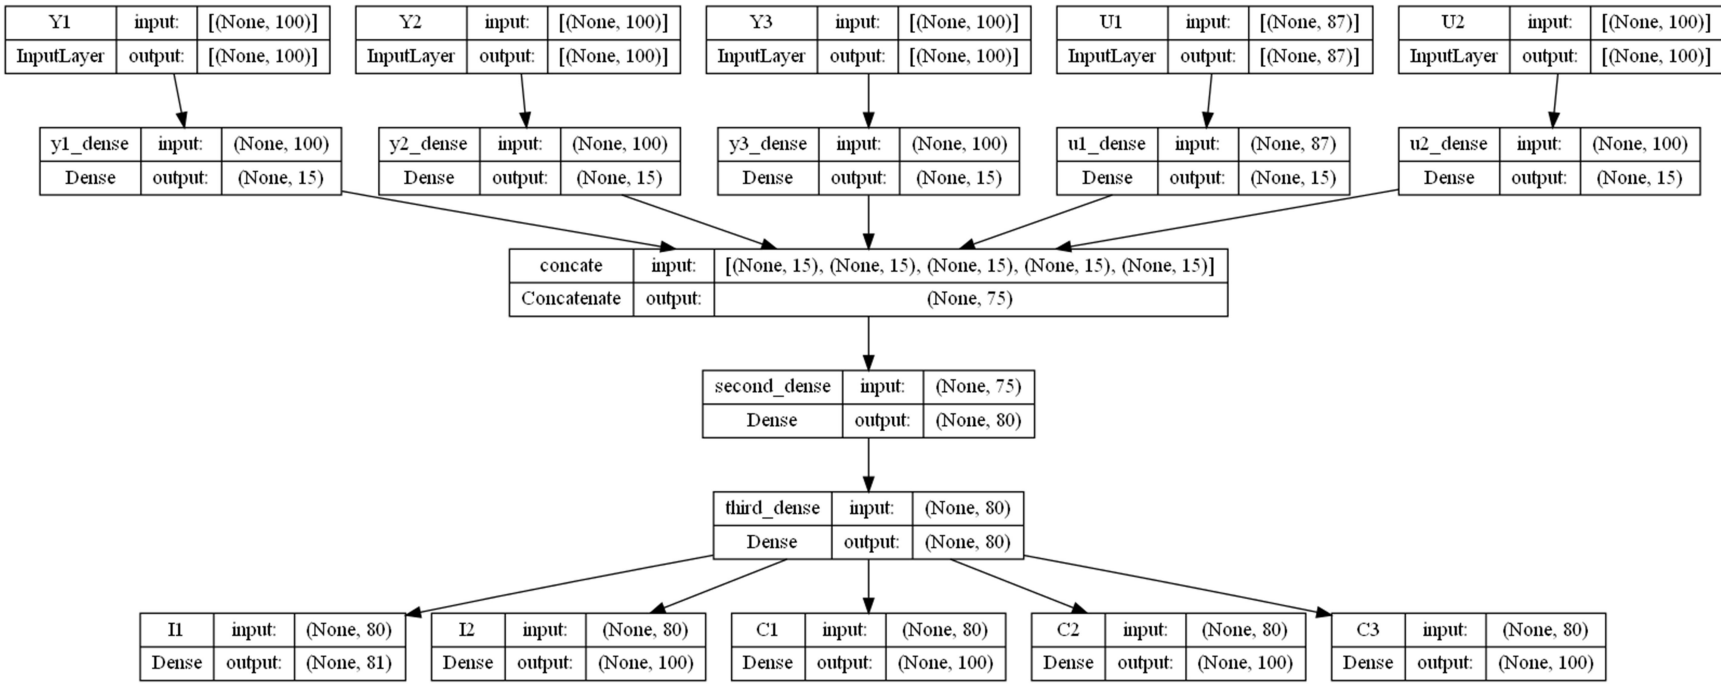 Y1 input: [(None, 100)]
InputLayer output: [(None, 100)]
Y2 input: [(None, 100)]
InputLayer output: [(None, 100)]
Y3 input: [(None, 100)]
InputLayer output: [(None, 100)]
U1 input: [(None, 87)]
InputLayer output: [(None, 87)]
U2 input: [(None, 100)]
InputLayer output: [(None, 100)]
y1_dense input: (None, 100)
Dense output: (None, 15)
y2_dense input: (None, 100)
Dense output: (None, 15)
y3_dense input: (None, 100)
Dense output: (None, 15)
u1_dense input: (None, 87)
Dense output: (None, 15)
u2_dense input: (None, 100)
Dense output: (None, 15)
concate input: [(None, 15), (None, 15), (None, 15), (None, 15), (None, 15)]
Concatenate output: (None, 75)
second_dense input: (None, 75)
Dense output: (None, 80)
third_dense input: (None, 80)
Dense output: (None, 80)
I1 input: (None, 80)
Dense output: (None, 81)
I2 input: (None, 80)
Dense output: (None, 100)
C1 input: (None, 80)
Dense output: (None, 100)
C2 input: (None, 80)
Dense output: (None, 100)
C3 input: (None, 80)
Dense output: (None, 100)